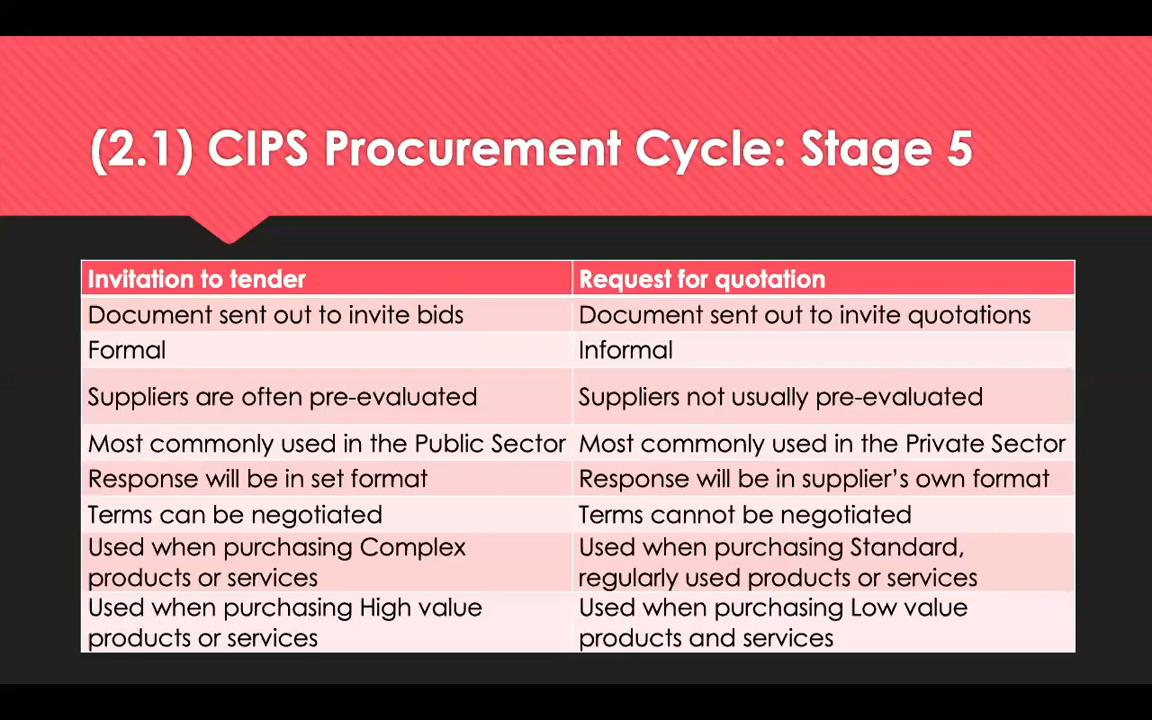 (2.1) CIPS Procurement Cycle: Stage 5
Invitation to tender
Request for quotation
Document sent out to invite bids
Document sent out to invite quotations
Formal
Informal
Suppliers are often pre-evaluated
Suppliers not usually pre-evaluated
Most commonly used in the Public Sector
Most commonly used in the Private Sector
Response will be in set format
Response will be in supplier’s own format
Terms can be negotiated
Terms cannot be negotiated
Used when purchasing Complex
products or services
Used when purchasing Standard,
regularly used products or services
Used when purchasing High value
products or services
Used when purchasing Low value
products and services